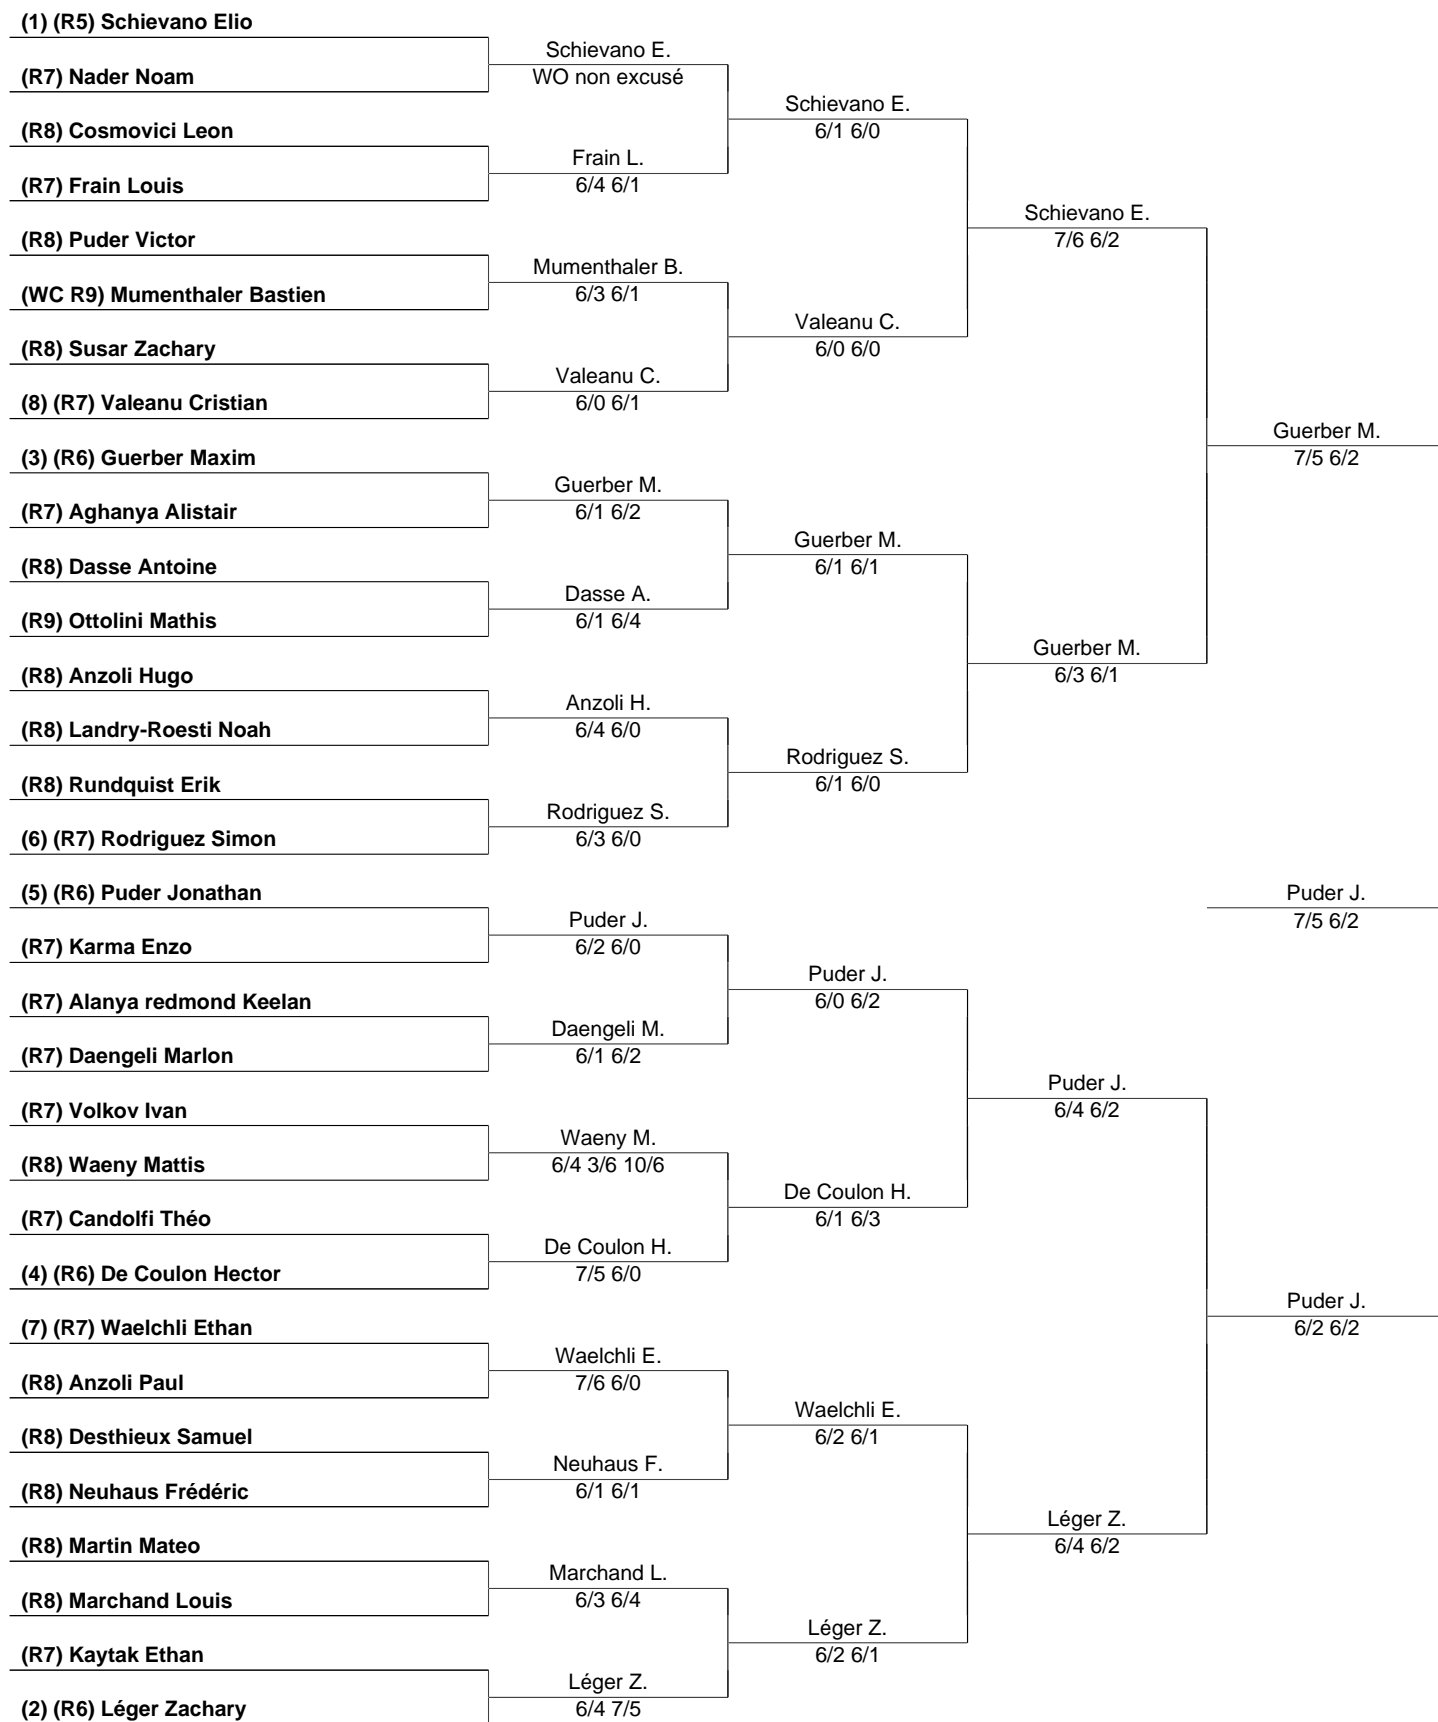 (1) (R5) Schievano Elio
(R7) Nader Noam
(R8) Cosmovici Leon
(R7) Frain Louis
(R8) Puder Victor
(WC R9) Mumenthaler Bastien
(R8) Susar Zachary
(8) (R7) Valeanu Cristian
(3) (R6) Guerber Maxim
(R7) Aghanya Alistair
(R8) Dasse Antoine
(R9) Ottolini Mathis
(R8) Anzoli Hugo
(R8) Landry-Roesti Noah
(R8) Rundquist Erik
(6) (R7) Rodriguez Simon
(5) (R6) Puder Jonathan
(R7) Karma Enzo
(R7) Alanya redmond Keelan
(R7) Daengeli Marlon
(R7) Volkov Ivan
(R8) Waeny Mattis
(R7) Candolfi Théo
(4) (R6) De Coulon Hector
(7) (R7) Waelchli Ethan
(R8) Anzoli Paul
(R8) Desthieux Samuel
(R8) Neuhaus Frédéric
(R8) Martin Mateo
(R8) Marchand Louis
(R7) Kaytak Ethan
(2) (R6) Léger Zachary
Schievano E.
WO non excusé
Frain L.
6/4 6/1
Mumenthaler B.
6/3 6/1
Valeanu C.
6/0 6/1
Guerber M.
6/1 6/2
Dasse A.
6/1 6/4
Anzoli H.
6/4 6/0
Rodriguez S.
6/3 6/0
Puder J.
6/2 6/0
Daengeli M.
6/1 6/2
Waeny M.
6/4 3/6 10/6
De Coulon H.
7/5 6/0
Waelchli E.
7/6 6/0
Neuhaus F.
6/1 6/1
Marchand L.
6/3 6/4
Léger Z.
6/4 7/5
Schievano E.
6/1 6/0
Valeanu C.
6/0 6/0
Guerber M.
6/1 6/1
Rodriguez S.
6/1 6/0
Puder J.
6/0 6/2
De Coulon H.
6/1 6/3
Waelchli E.
6/2 6/1
Léger Z.
6/2 6/1
Schievano E.
7/6 6/2
Guerber M.
6/3 6/1
Puder J.
6/4 6/2
Léger Z.
6/4 6/2
Guerber M.
7/5 6/2
Puder J.
7/5 6/2
Puder J.
6/2 6/2